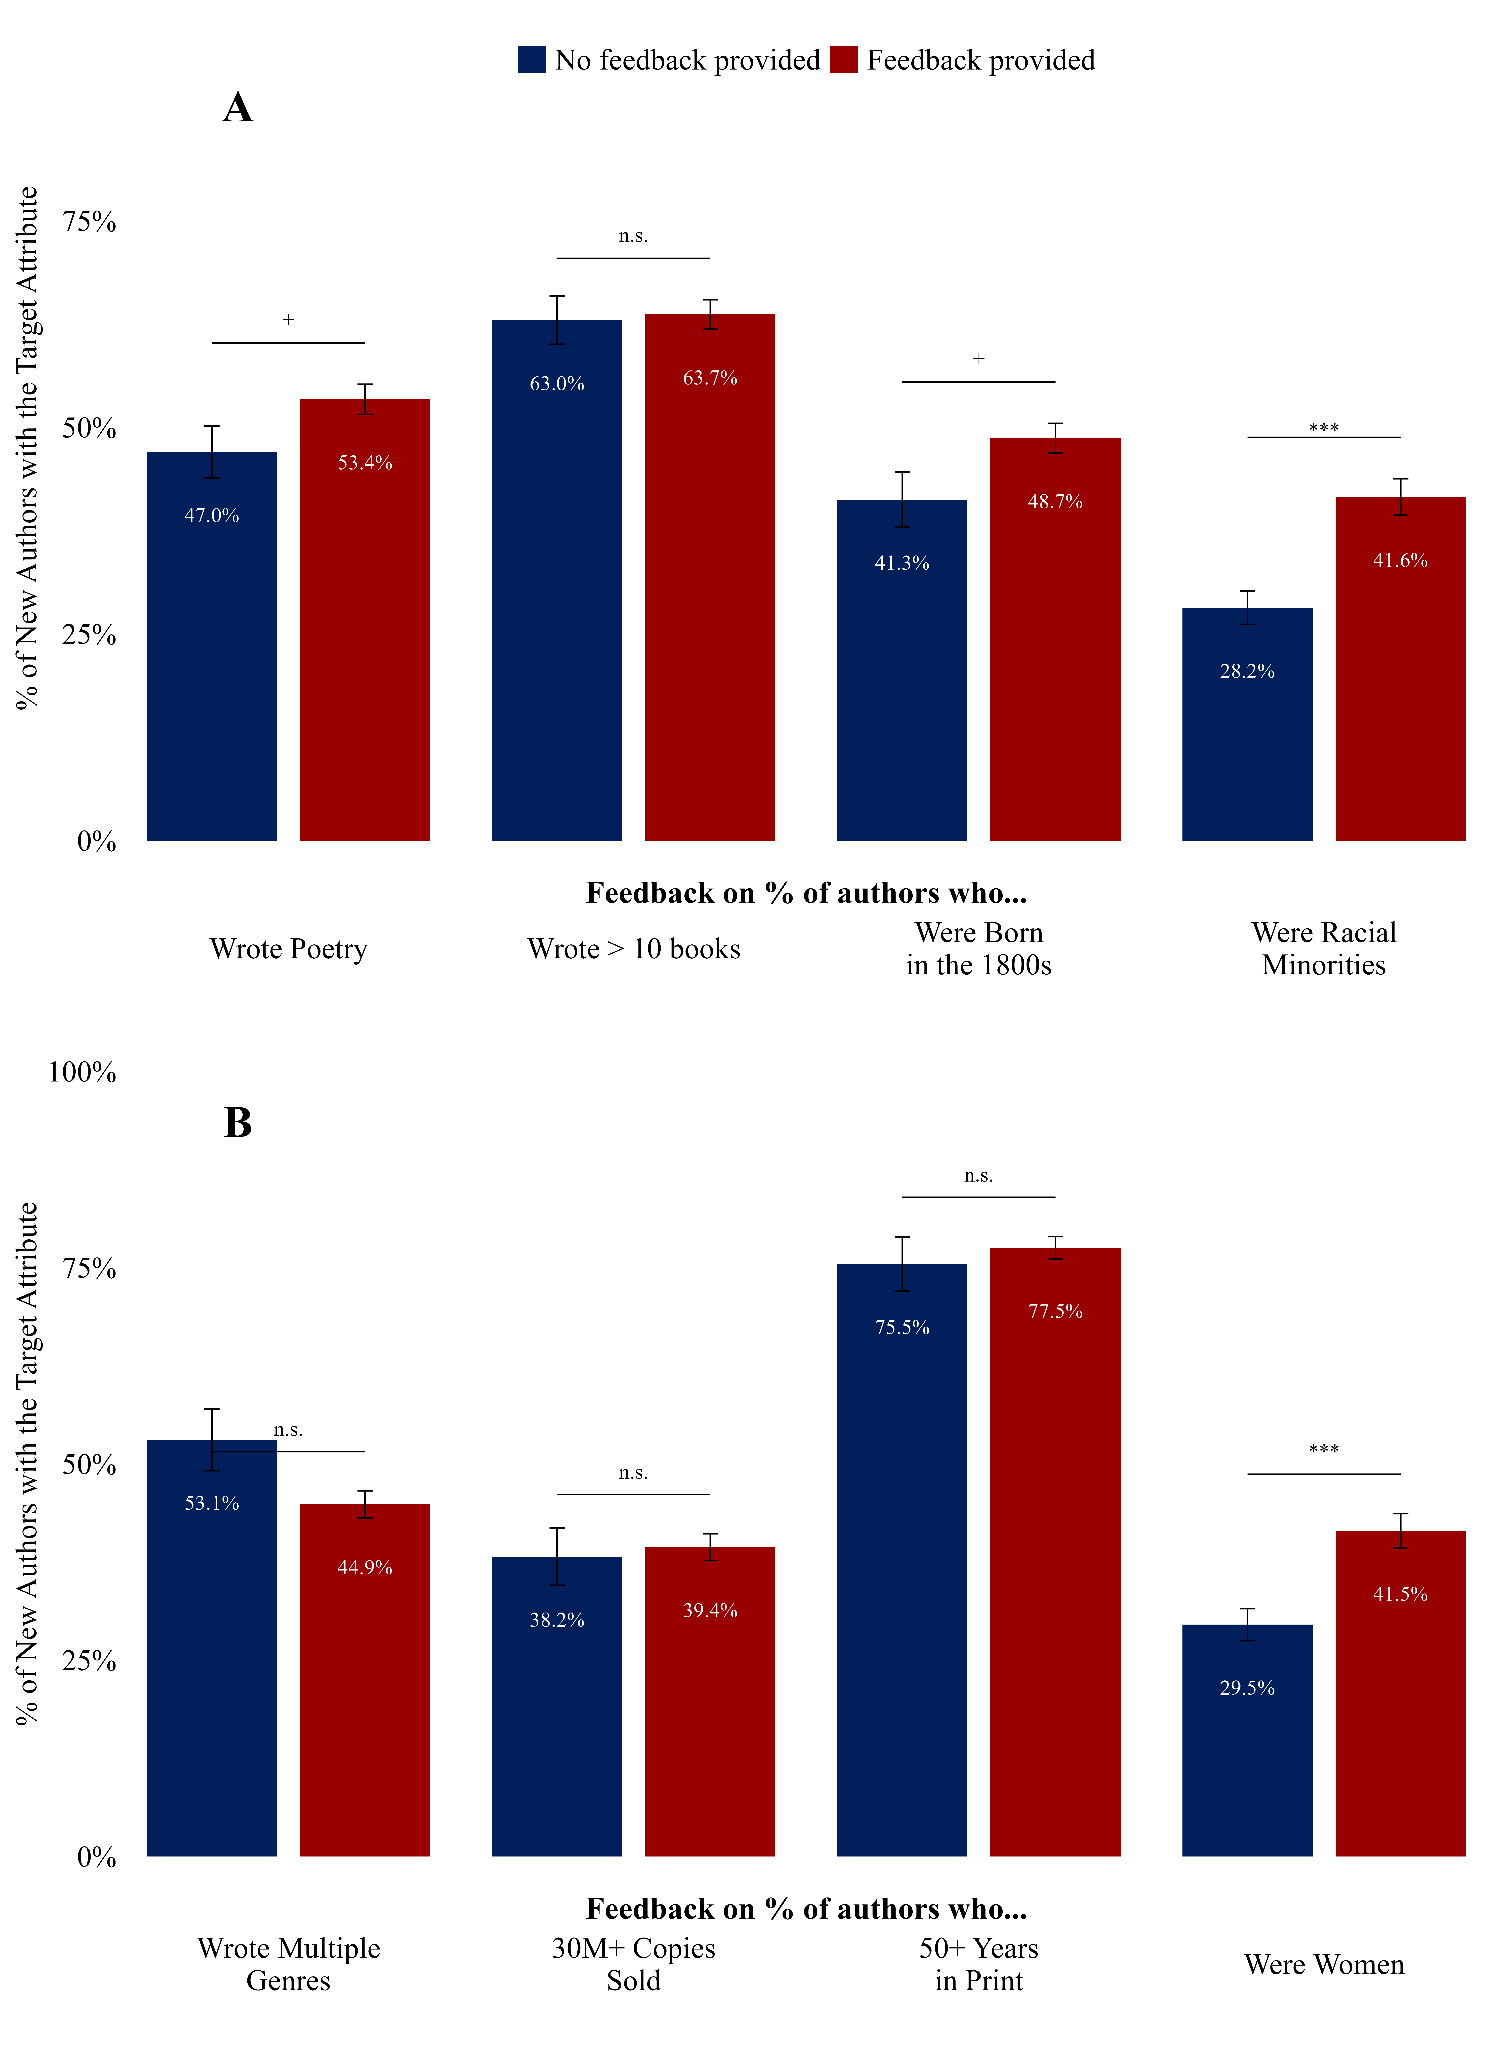 No feedback provided Feedback provided
A
% of New Authors with the Target Attribute
75%
50%
25%
0%
+
n.s.
+
***
47.0%
53.4%
63.0%
63.7%
41.3%
48.7%
28.2%
41.6%
Feedback on % of authors who...
Wrote Poetry
Wrote > 10 books
Were Born
in the 1800s
Were Racial
Minorities
B
% of New Authors with the Target Attribute
100%
75%
50%
25%
0%
n.s.
n.s.
n.s.
***
53.1%
44.9%
38.2%
39.4%
75.5%
77.5%
29.5%
41.5%
Feedback on % of authors who...
Wrote Multiple
Genres
30M+ Copies
Sold
50+ Years
in Print
Were Women